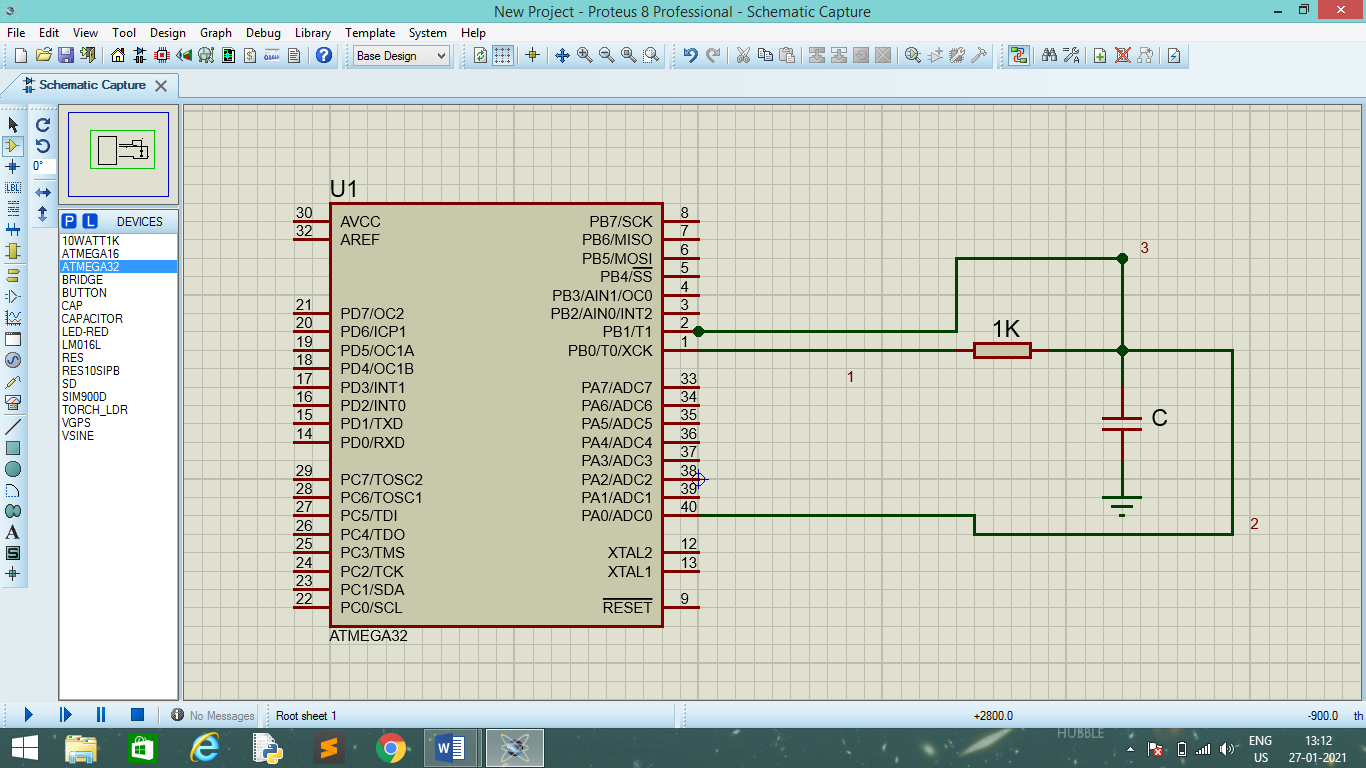 New Project - Proteus 8 Professional - Schematic Capture
File Edit View Tool Design Graph Debug Library Template System Help
Base Design
Schematic Capture
0°
LBL
P L DEVICES
10WATT1K
ATMEGA16
ATMEGA32
BRIDGE
BUTTON
CAP
CAPACITOR
LED-RED
LM016L
RES
RES10SIPB
SD
SIM900D
TORCH_LDR
VGPS
VSINE
A
S
U1
30 AVCC
32 AREF
21 PD7/OC2
20 PD6/ICP1
19 PD5/OC1A
18 PD4/OC1B
17 PD3/INT1
16 PD2/INT0
15 PD1/TXD
14 PD0/RXD
29 PC7/TOSC2
28 PC6/TOSC1
27 PC5/TDI
26 PC4/TDO
25 PC3/TMS
24 PC2/TCK
23 PC1/SDA
22 PC0/SCL
PB7/SCK 8
PB6/MISO 7
PB5/MOSI 6
PB4/SS 5
PB3/AIN1/OC0 4
PB2/AIN0/INT2 3
PB1/T1 2
PB0/T0/XCK 1
PA7/ADC7 33
PA6/ADC6 34
PA5/ADC5 35
PA4/ADC4 36
PA3/ADC3 37
PA2/ADC2 38
PA1/ADC1 39
PA0/ADC0 40
XTAL2 12
XTAL1 13
RESET 9
ATMEGA32
3
1K
1
C
2
No Messages
Root sheet 1
+2800.0
-900.0
th
HUBBLE
ENG
US
13:12
27-01-2021